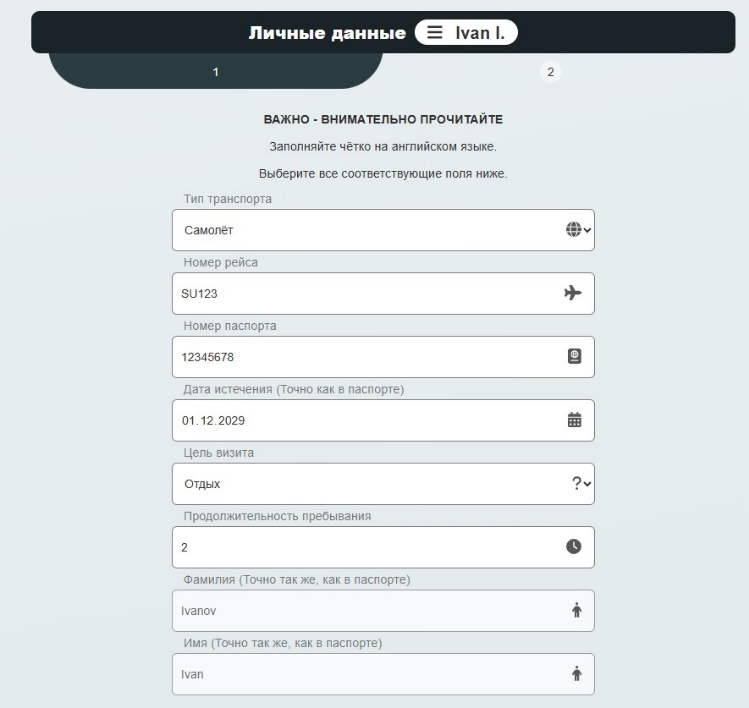 Личные данные Ivan I.
1 2
ВАЖНО - ВНИМАТЕЛЬНО ПРОЧИТАЙТЕ
Заполняйте чётко на английском языке.
Выберите все соответствующие поля ниже.
Тип транспорта
Самолёт
Номер рейса
SU123
Номер паспорта
12345678
Дата истечения (Точно как в паспорте)
01.12.2029
Цель визита
Отдых
Продолжительность пребывания
2
Фамилия (Точно так же, как в паспорте)
Ivanov
Имя (Точно так же, как в паспорте)
Ivan